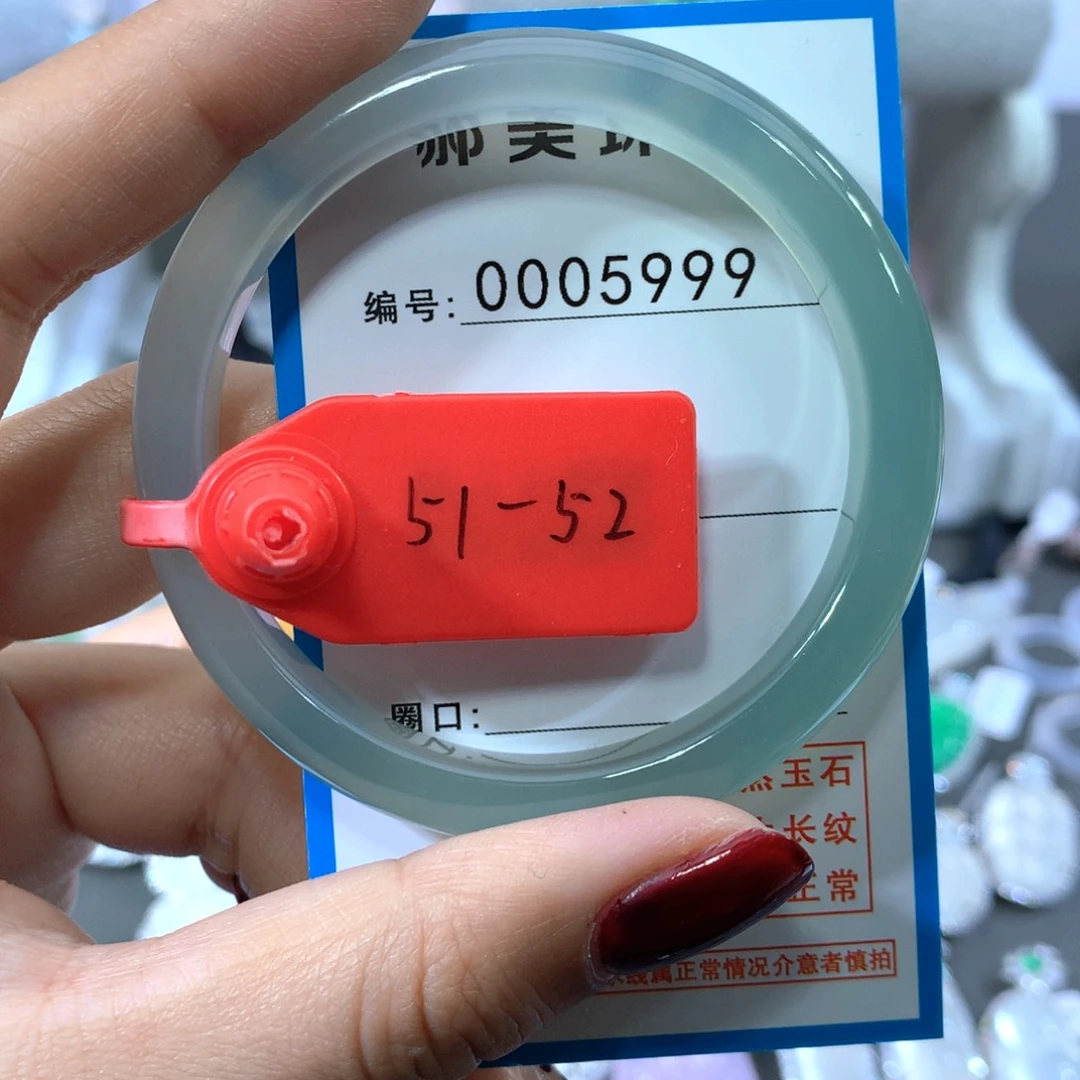 编号: 0005999
51-52
圈口:
玉石
长纹
正常
属正常情况介意者慎拍